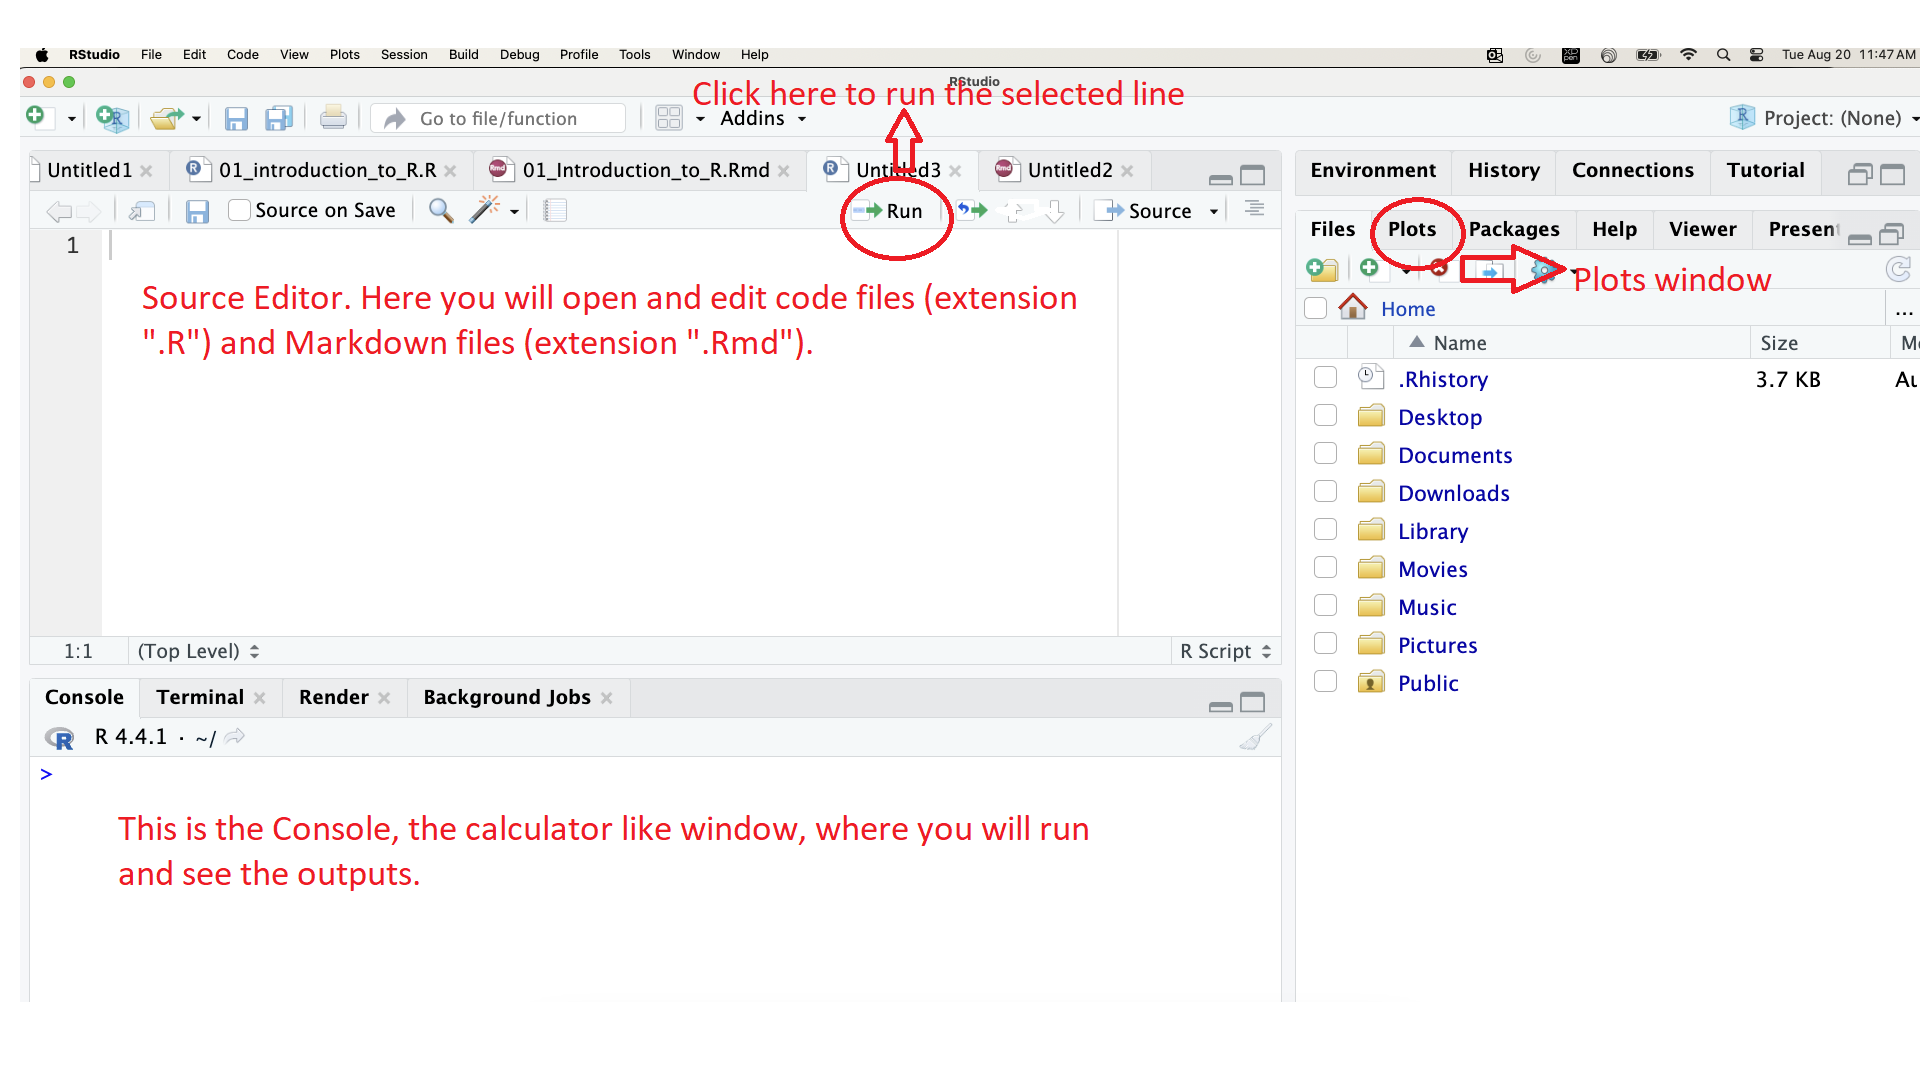 RStudio File Edit Code View Plots Session Build Debug Profile Tools Window Help Tue Aug 20 11:47 AM
RStudio
Click here to run the selected line
Go to file/function Addins Project: (None)
Untitled1 01_introduction_to_R.R 01_Introduction_to_R.Rmd Untitled3 Untitled2
Source on Save Run Source
1
Source Editor. Here you will open and edit code files (extension
".R") and Markdown files (extension ".Rmd").
1:1 (Top Level) R Script
Console Terminal Render Background Jobs
R 4.4.1 · ~/
>
This is the Console, the calculator like window, where you will run
and see the outputs.
Environment History Connections Tutorial
Files Plots Packages Help Viewer Presen
Plots window
Home ...
Name Size
.Rhistory 3.7 KB
Desktop
Documents
Downloads
Library
Movies
Music
Pictures
Public